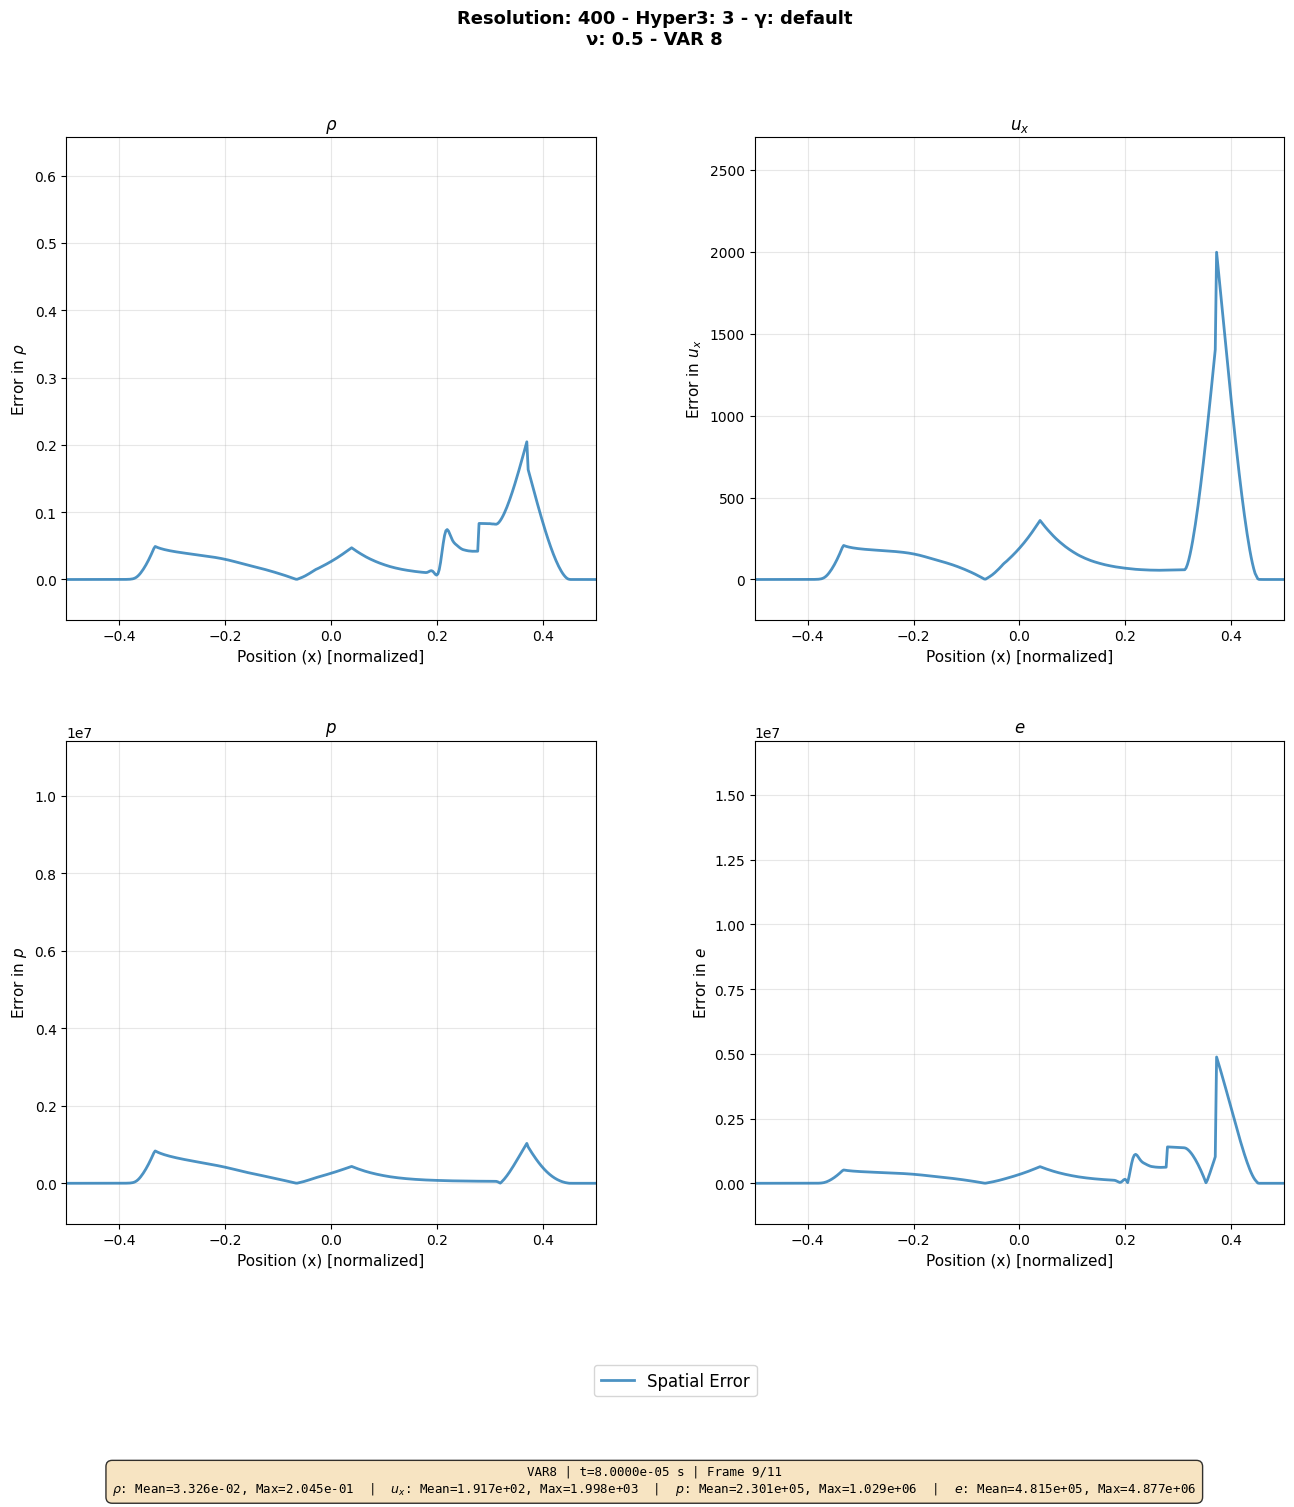 Resolution: 400 - Hyper3: 3 - γ: default
ν: 0.5 - VAR 8
ρ
0.6
0.5
0.4
0.3
0.2
0.1
0.0
Error in ρ
−0.4 −0.2 0.0 0.2 0.4
Position (x) [normalized]
u_x
2500
2000
1500
1000
500
0
Error in u_x
−0.4 −0.2 0.0 0.2 0.4
Position (x) [normalized]
p
1e7
1.0
0.8
0.6
0.4
0.2
0.0
Error in p
−0.4 −0.2 0.0 0.2 0.4
Position (x) [normalized]
e
1e7
1.50
1.25
1.00
0.75
0.50
0.25
0.00
Error in e
−0.4 −0.2 0.0 0.2 0.4
Position (x) [normalized]
Spatial Error
VAR8 | t=8.0000e-05 s | Frame 9/11
ρ: Mean=3.326e-02, Max=2.045e-01 | u_x: Mean=1.917e+02, Max=1.998e+03 | p: Mean=2.301e+05, Max=1.029e+06 | e: Mean=4.815e+05, Max=4.877e+06